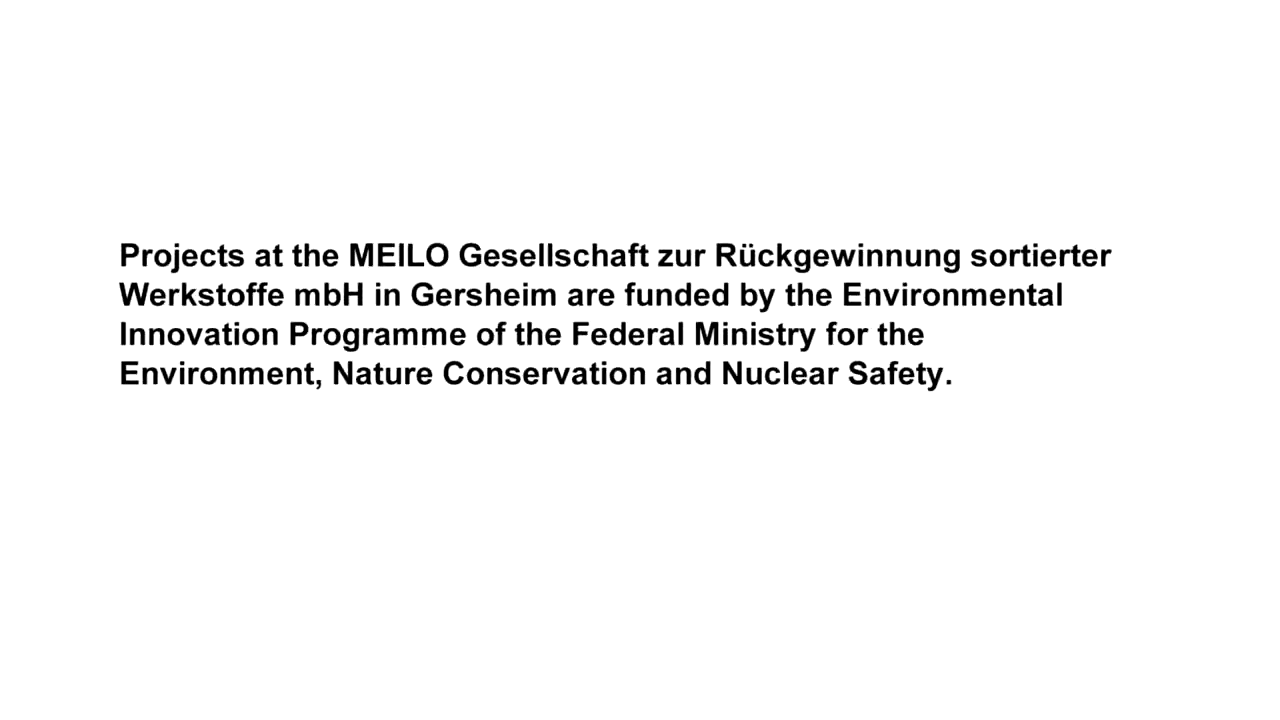 Projects at the MEILO Gesellschaft zur Rückgewinnung sortierter
Werkstoffe mbH in Gersheim are funded by the Environmental
Innovation Programme of the Federal Ministry for the
Environment, Nature Conservation and Nuclear Safety.